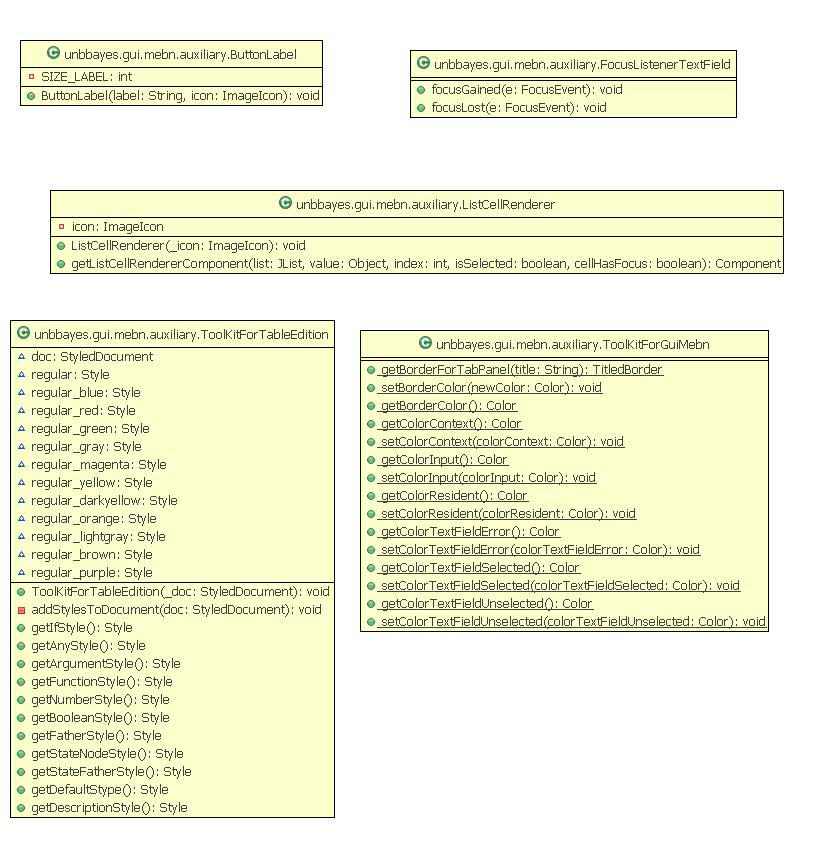 unbbayes.gui.mebn.auxiliary.ButtonLabel
SIZE_LABEL: int
ButtonLabel(label: String, icon: ImageIcon): void
unbbayes.gui.mebn.auxiliary.FocusListenerTextField
focusGained(e: FocusEvent): void
focusLost(e: FocusEvent): void
unbbayes.gui.mebn.auxiliary.ListCellRenderer
icon: ImageIcon
ListCellRenderer(_icon: ImageIcon): void
getListCellRendererComponent(list: JList, value: Object, index: int, isSelected: boolean, cellHasFocus: boolean): Component
unbbayes.gui.mebn.auxiliary.ToolKitForTableEdition
doc: StyledDocument
regular: Style
regular_blue: Style
regular_red: Style
regular_green: Style
regular_gray: Style
regular_magenta: Style
regular_yellow: Style
regular_darkyellow: Style
regular_orange: Style
regular_lightgray: Style
regular_brown: Style
regular_purple: Style
ToolKitForTableEdition(_doc: StyledDocument): void
addStylesToDocument(doc: StyledDocument): void
getIfStyle(): Style
getAnyStyle(): Style
getArgumentStyle(): Style
getFunctionStyle(): Style
getNumberStyle(): Style
getBooleanStyle(): Style
getFatherStyle(): Style
getStateNodeStyle(): Style
getStateFatherStyle(): Style
getDefaultStype(): Style
getDescriptionStyle(): Style
unbbayes.gui.mebn.auxiliary.ToolKitForGuiMebn
getBorderForTabPanel(title: String): TitledBorder
setBorderColor(newColor: Color): void
getBorderColor(): Color
getColorContext(): Color
setColorContext(colorContext: Color): void
getColorInput(): Color
setColorInput(colorInput: Color): void
getColorResident(): Color
setColorResident(colorResident: Color): void
getColorTextFieldError(): Color
setColorTextFieldError(colorTextFieldError: Color): void
getColorTextFieldSelected(): Color
setColorTextFieldSelected(colorTextFieldSelected: Color): void
getColorTextFieldUnselected(): Color
setColorTextFieldUnselected(colorTextFieldUnselected: Color): void